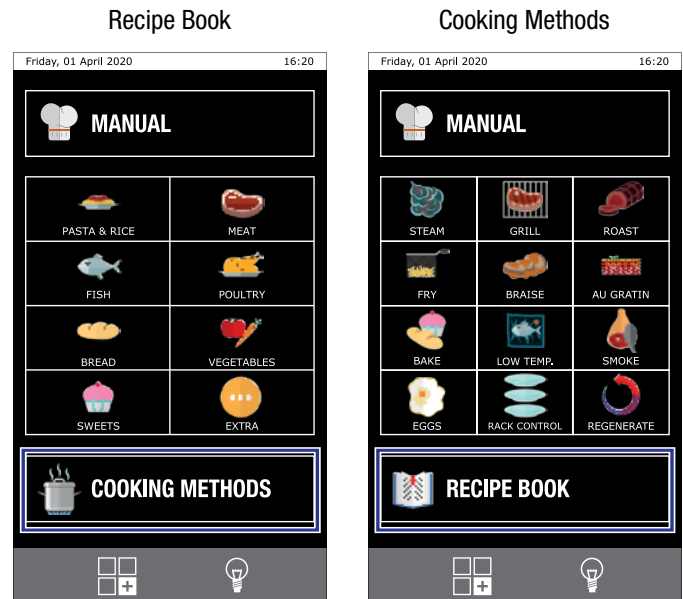 Recipe Book
Friday, 01 April 2020 16:20
MANUAL
PASTA & RICE MEAT
FISH POULTRY
BREAD VEGETABLES
SWEETS EXTRA
COOKING METHODS
Cooking Methods
Friday, 01 April 2020 16:20
MANUAL
STEAM GRILL ROAST
FRY BRAISE AU GRATIN
BAKE LOW TEMP. SMOKE
EGGS RACK CONTROL REGENERATE
RECIPE BOOK